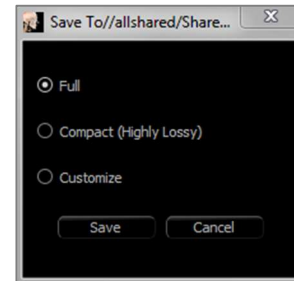 Save To//allshared/Share...
Full
Compact (Highly Lossy)
Customize
Save Cancel